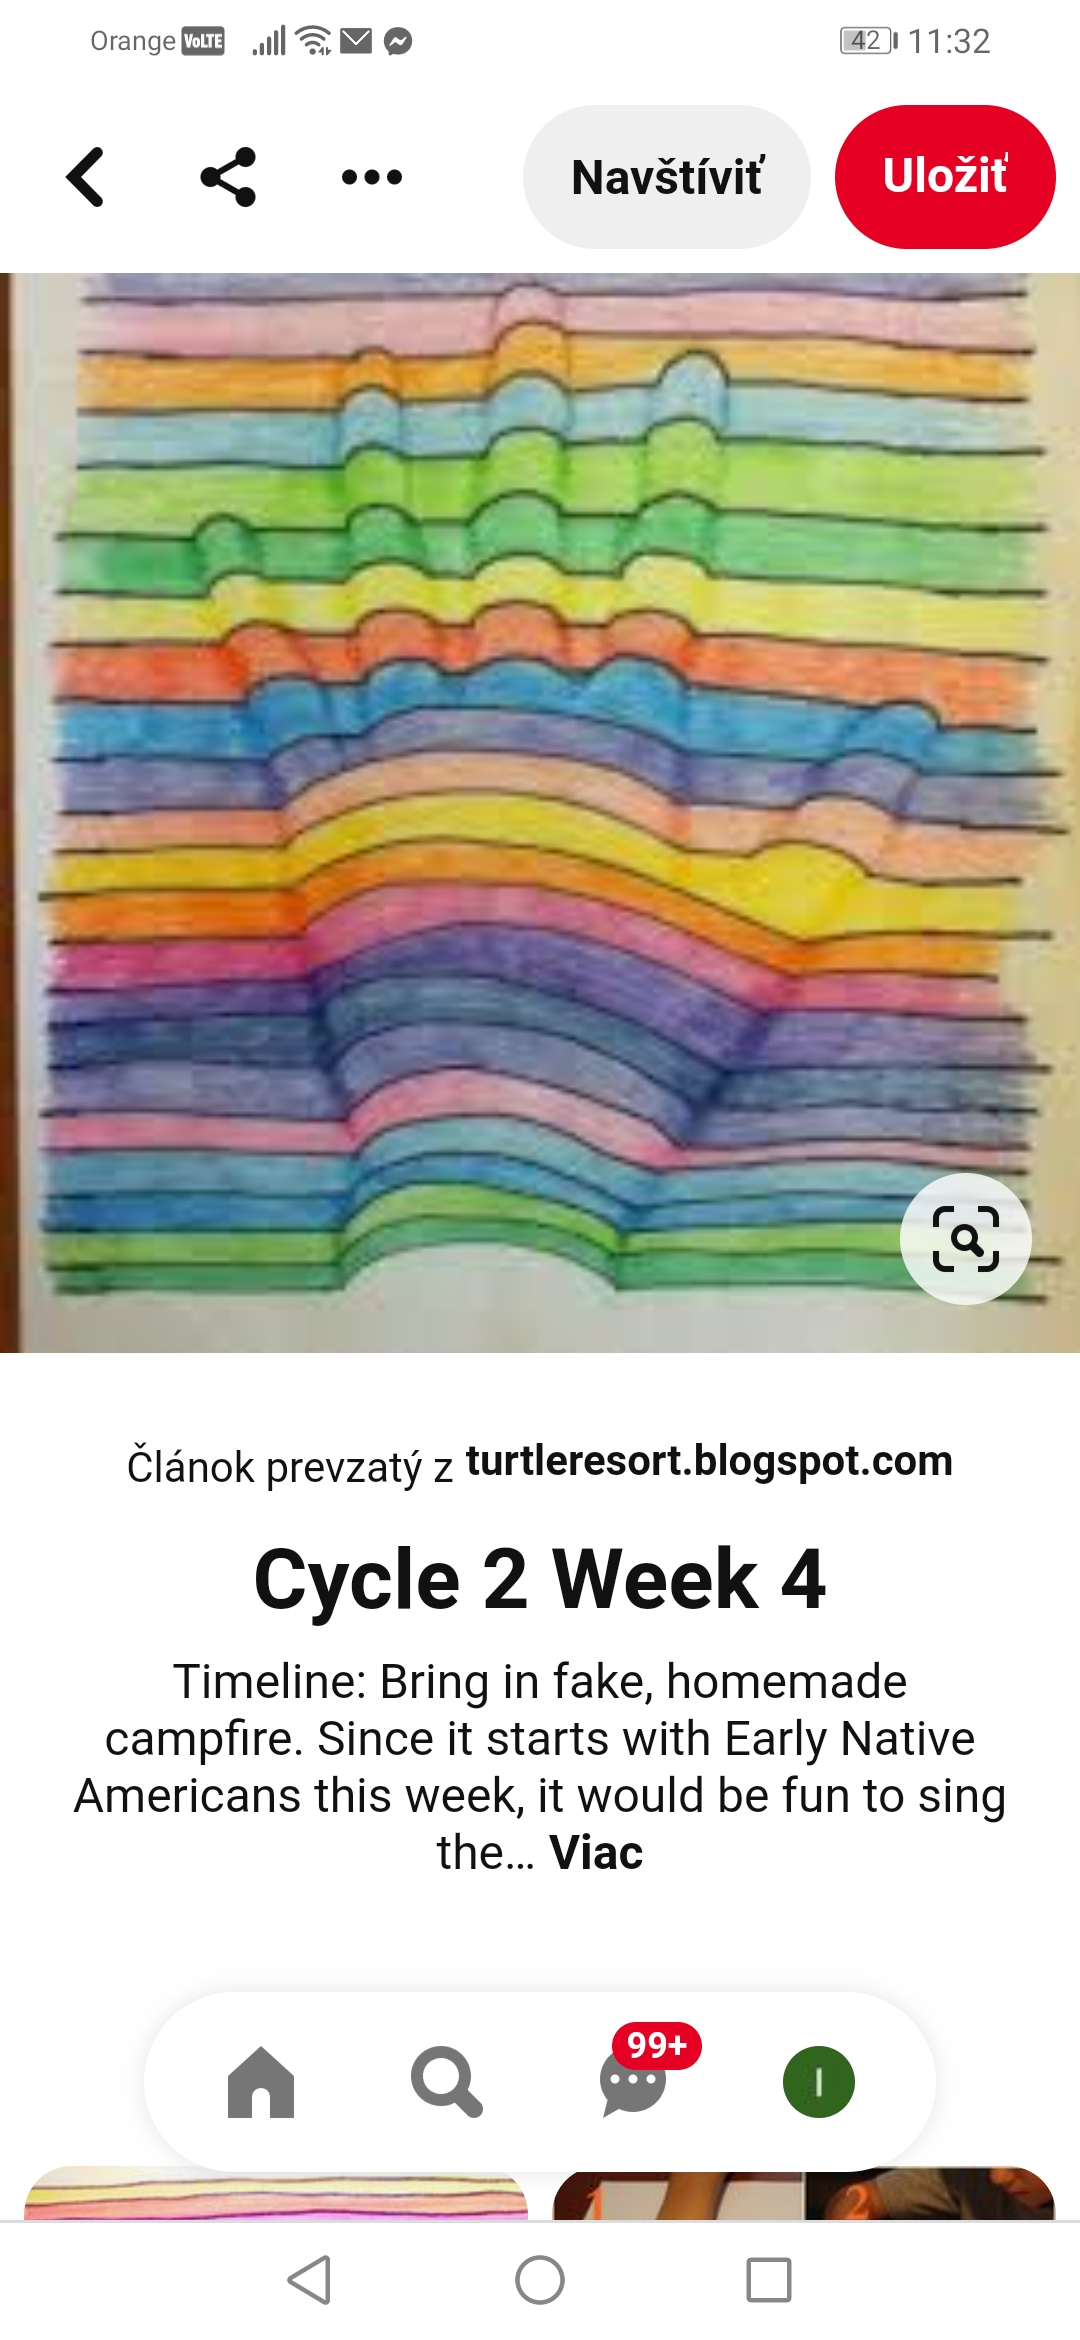 Orange VoLTE 42 11:32
Navštíviť Uložiť
Článok prevzatý z turtleresort.blogspot.com
Cycle 2 Week 4
Timeline: Bring in fake, homemade
campfire. Since it starts with Early Native
Americans this week, it would be fun to sing
the... Viac
99+
I
1 2